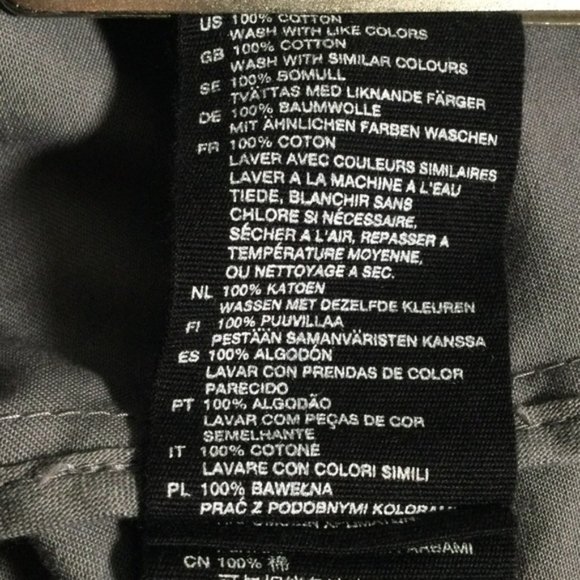 US 100% COTTON
WASH WITH LIKE COLORS
GB 100% COTTON
WASH WITH SIMILAR COLOURS
SE 100% BOMULL
TVÄTTAS MED LIKNANDE FÄRGER
DE 100% BAUMWOLLE
MIT ÄHNLICHEN FARBEN WASCHEN
FR 100% COTON
LAVER AVEC COULEURS SIMILAIRES
LAVER A LA MACHINE A L'EAU
TIEDE, BLANCHIR SANS
CHLORE SI NÉCESSAIRE,
SÉCHER A L'AIR, REPASSER A
TEMPÉRATURE MOYENNE,
OU NETTOYAGE A SEC.
NL 100% KATOEN
WASSEN MET DEZELFDE KLEUREN
FI 100% PUUVILLAA
PESTÄÄN SAMANVÄRISTEN KANSSA
ES 100% ALGODÓN
LAVAR CON PRENDAS DE COLOR
PARECIDO
PT 100% ALGODÃO
LAVAR COM PEÇAS DE COR
SEMELHANTE
IT 100% COTONE
LAVARE CON COLORI SIMILI
PL 100% BAWEŁNA
PRAĆ Z PODOBNYMI KOLORAMI
CN 100% 棉